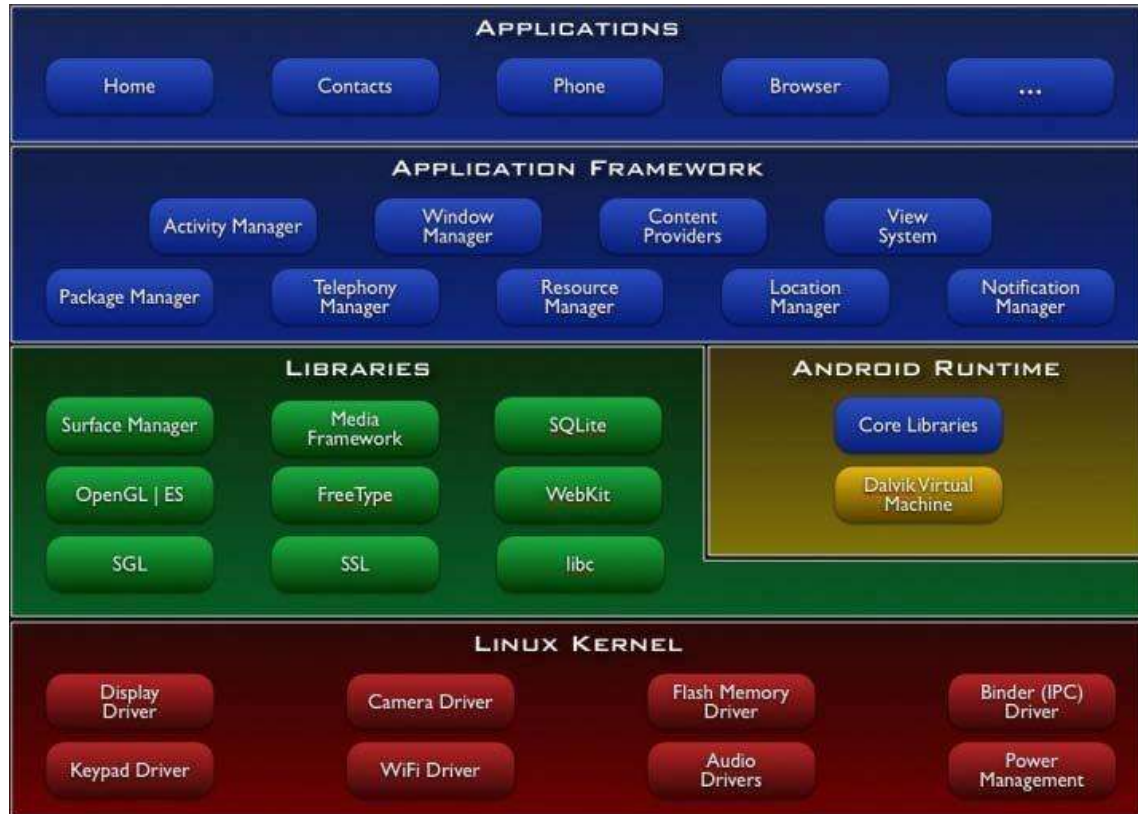 APPLICATIONS
Home
Contacts
Phone
Browser
...
APPLICATION FRAMEWORK
Activity Manager
Window
Manager
Content
Providers
View
System
Package Manager
Telephony
Manager
Resource
Manager
Location
Manager
Notification
Manager
LIBRARIES
Surface Manager
Media
Framework
SQLite
OpenGL | ES
FreeType
WebKit
SGL
SSL
libc
ANDROID RUNTIME
Core Libraries
Dalvik Virtual
Machine
LINUX KERNEL
Display
Driver
Camera Driver
Flash Memory
Driver
Binder (IPC)
Driver
Keypad Driver
WiFi Driver
Audio
Drivers
Power
Management